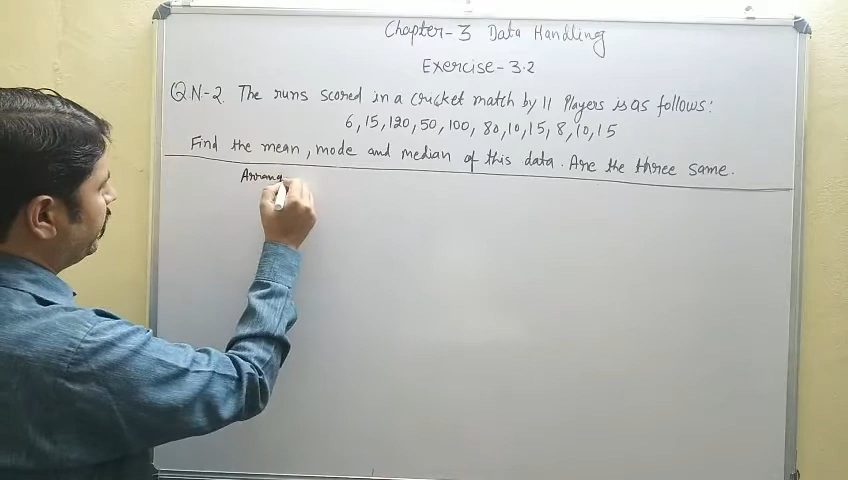 Chapter-3 Data Handling
Exercise-3.2
Q.N-2. The runs scored in a cricket match by 11 Players is as follows:
6, 15, 120, 50, 100, 80, 10, 15, 8, 10, 15
Find the mean, mode and median of this data. Are the three same.
Arrang